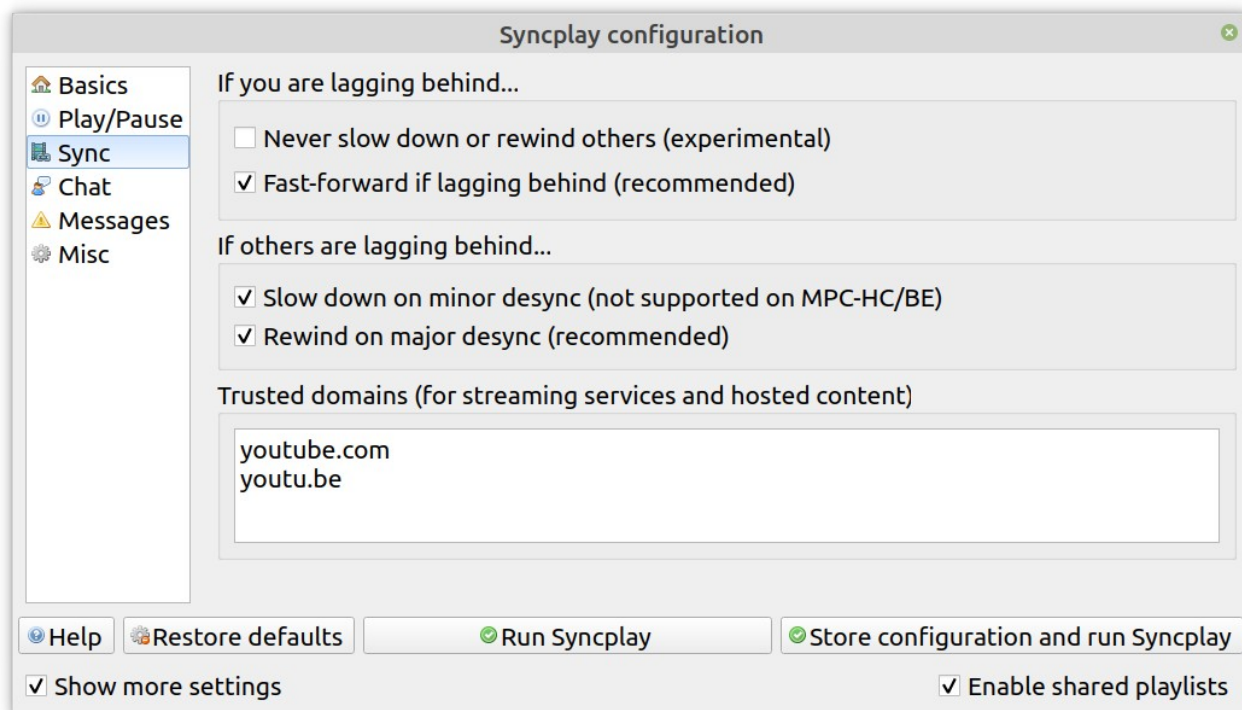 Syncplay configuration
Basics
Play/Pause
Sync
Chat
Messages
Misc
If you are lagging behind...
Never slow down or rewind others (experimental)
Fast-forward if lagging behind (recommended)
If others are lagging behind...
Slow down on minor desync (not supported on MPC-HC/BE)
Rewind on major desync (recommended)
Trusted domains (for streaming services and hosted content)
youtube.com
youtu.be
Help
Restore defaults
Run Syncplay
Store configuration and run Syncplay
Show more settings
Enable shared playlists